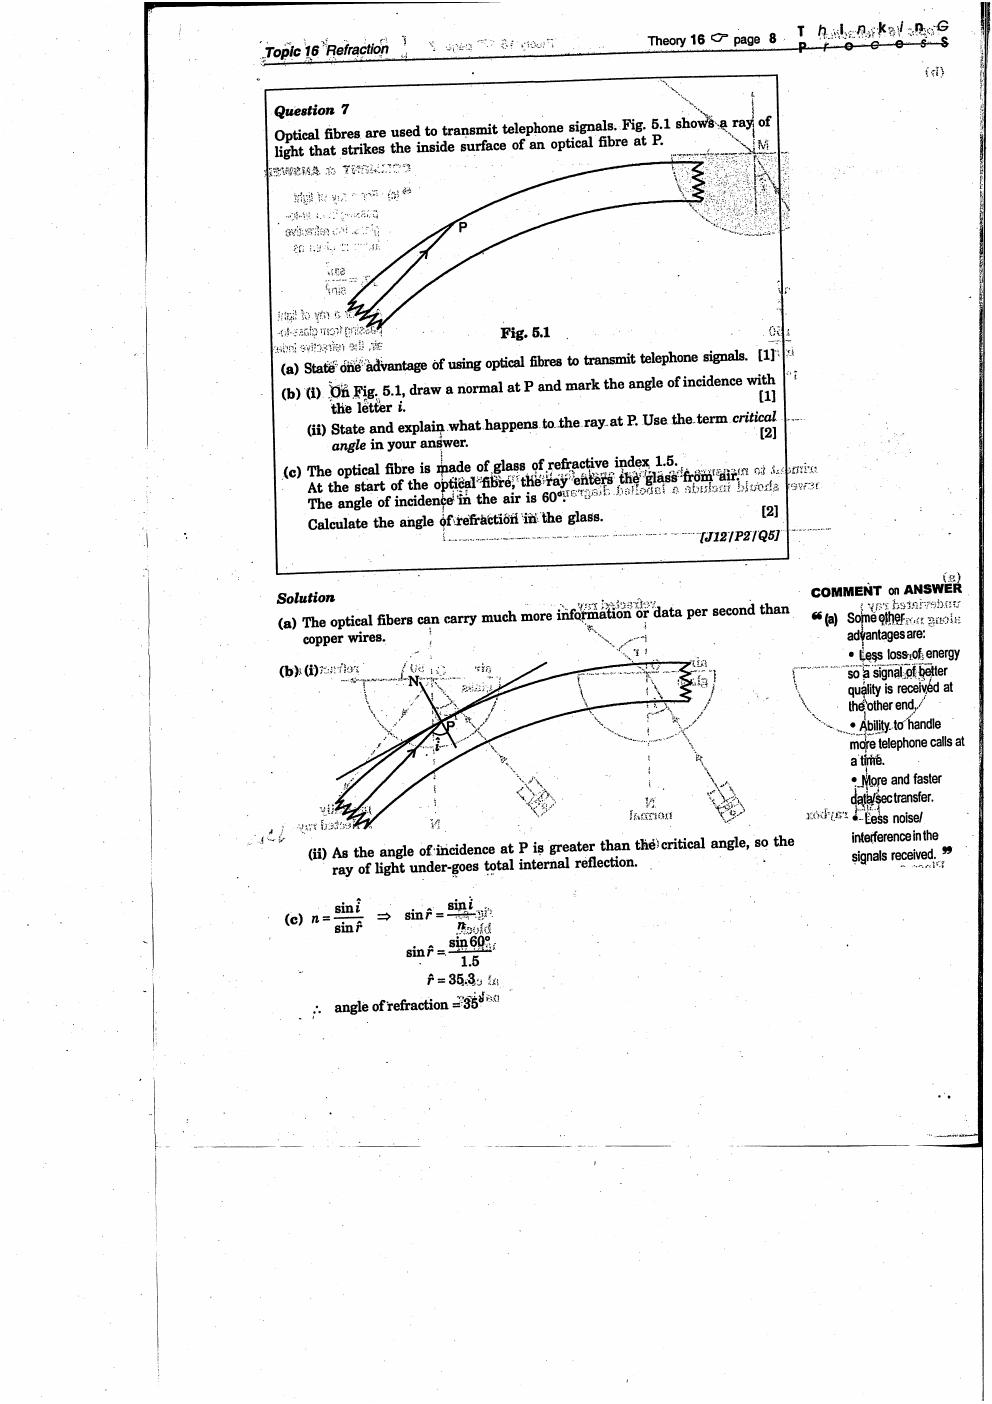 Topic 16 Refraction
Theory 16 ☞ page 8
T h i n k i n G
P r o c e s S
Question 7
Optical fibres are used to transmit telephone signals. Fig. 5.1 shows a ray of
light that strikes the inside surface of an optical fibre at P.
M
P
Fig. 5.1
(a) State one advantage of using optical fibres to transmit telephone signals. [1]
(b) (i) On Fig. 5.1, draw a normal at P and mark the angle of incidence with
the letter i. [1]
(ii) State and explain what happens to the ray at P. Use the term critical
angle in your answer. [2]
(c) The optical fibre is made of glass of refractive index 1.5.
At the start of the optical fibre, the ray enters the glass from air.
The angle of incidence in the air is 60°.
Calculate the angle of refraction in the glass. [2]
[J12/P2/Q5]
Solution
(a) The optical fibers can carry much more information or data per second than
copper wires.
(b) (i)
N
P
î
(ii) As the angle of incidence at P is greater than the critical angle, so the
ray of light under-goes total internal reflection.
(c) n = sin î / sin r̂ ⇒ sin r̂ = sin i / n
sin r̂ = sin 60° / 1.5
r̂ = 35.3
∴ angle of refraction = 35°
COMMENT on ANSWER
❝ (a) Some other
advantages are:
• Less loss of energy
so a signal of better
quality is received at
the other end.
• Ability to handle
more telephone calls at
a time.
• More and faster
data/sec transfer.
• Less noise/
interference in the
signals received. ❞